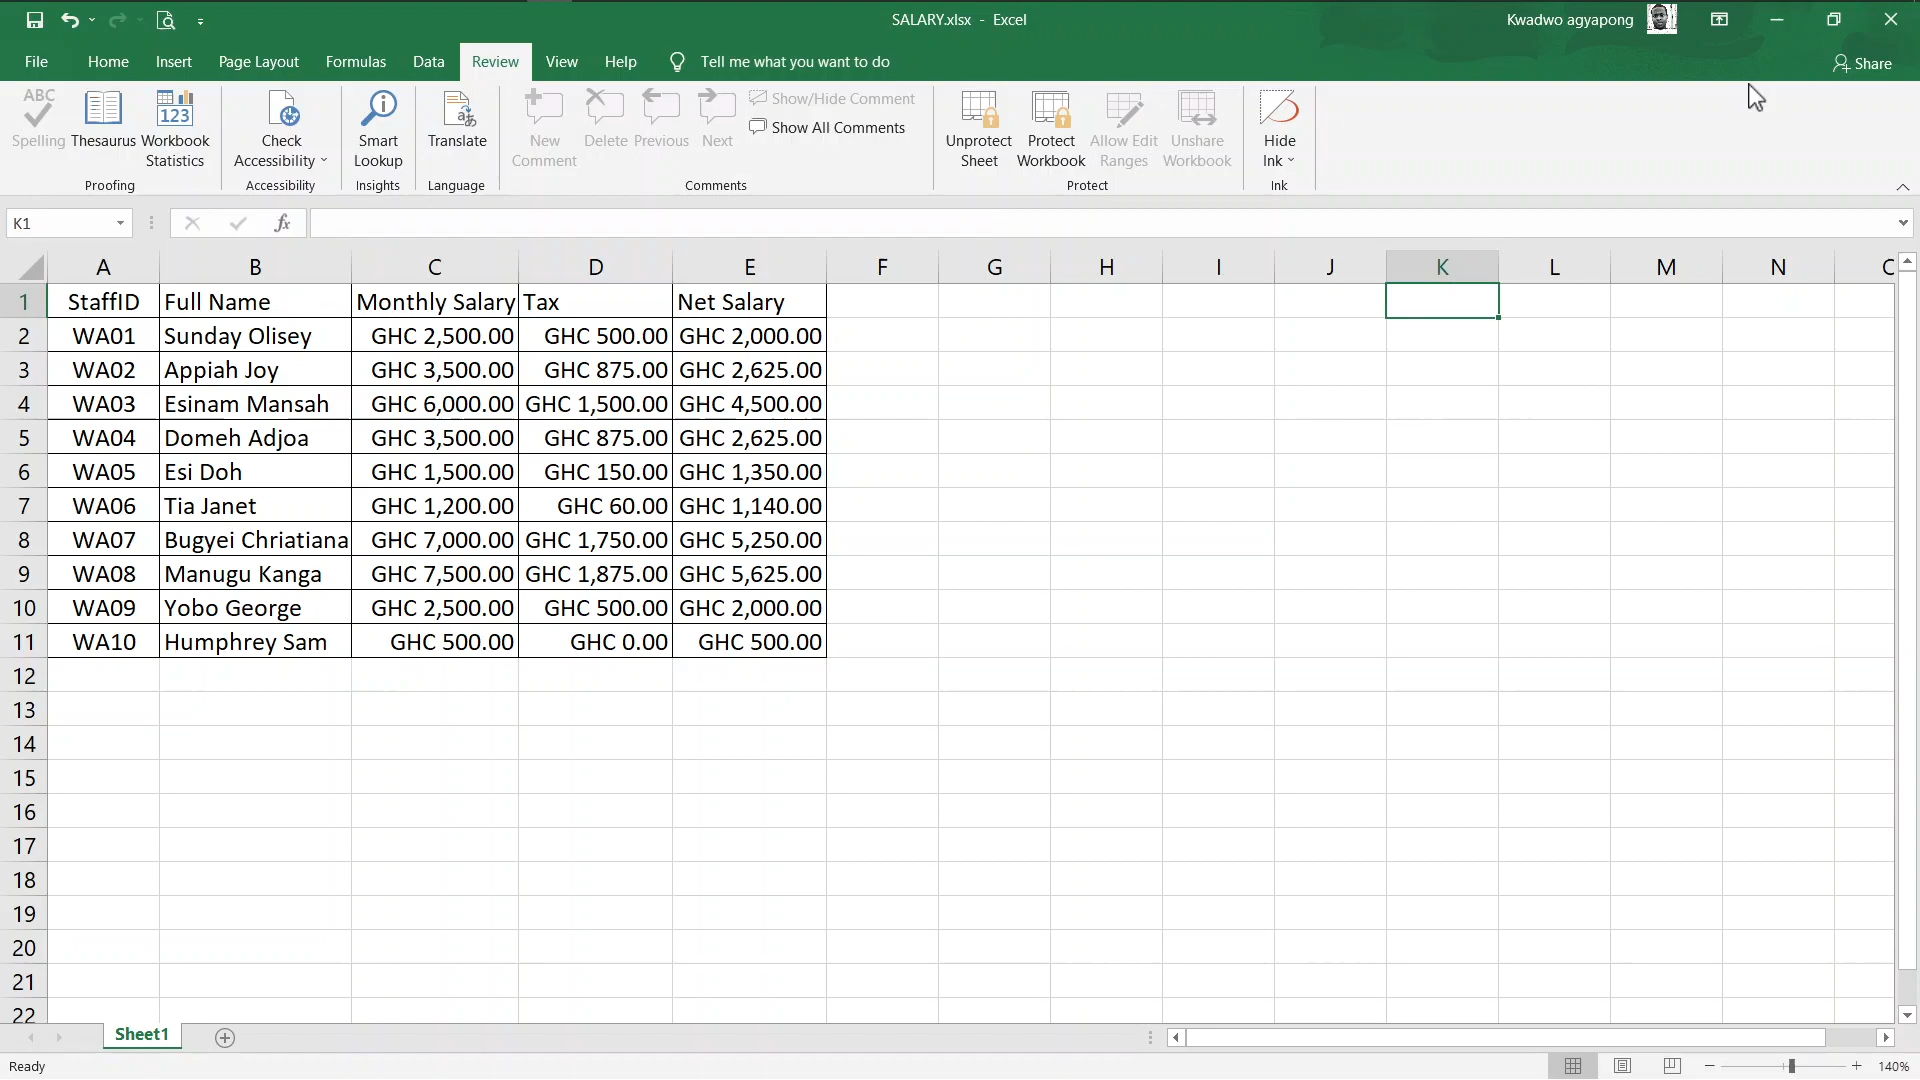 SALARY.xlsx - Excel
Kwadwo agyapong
File Home Insert Page Layout Formulas Data Review View Help Tell me what you want to do Share
ABC
Spelling
Thesaurus
123
Workbook Statistics
Proofing
Check Accessibility
Accessibility
Smart Lookup
Insights
Translate
Language
New Comment
Delete
Previous
Next
Show/Hide Comment
Show All Comments
Comments
Unprotect Sheet
Protect Workbook
Allow Edit Ranges
Unshare Workbook
Protect
Hide Ink
Ink
K1 fx
A B C D E F G H I J K L M N
1 StaffID Full Name Monthly Salary Tax Net Salary
2 WA01 Sunday Olisey GHC 2,500.00 GHC 500.00 GHC 2,000.00
3 WA02 Appiah Joy GHC 3,500.00 GHC 875.00 GHC 2,625.00
4 WA03 Esinam Mansah GHC 6,000.00 GHC 1,500.00 GHC 4,500.00
5 WA04 Domeh Adjoa GHC 3,500.00 GHC 875.00 GHC 2,625.00
6 WA05 Esi Doh GHC 1,500.00 GHC 150.00 GHC 1,350.00
7 WA06 Tia Janet GHC 1,200.00 GHC 60.00 GHC 1,140.00
8 WA07 Bugyei Chriatiana GHC 7,000.00 GHC 1,750.00 GHC 5,250.00
9 WA08 Manugu Kanga GHC 7,500.00 GHC 1,875.00 GHC 5,625.00
10 WA09 Yobo George GHC 2,500.00 GHC 500.00 GHC 2,000.00
11 WA10 Humphrey Sam GHC 500.00 GHC 0.00 GHC 500.00
12
13
14
15
16
17
18
19
20
21
22
Sheet1
Ready
140%